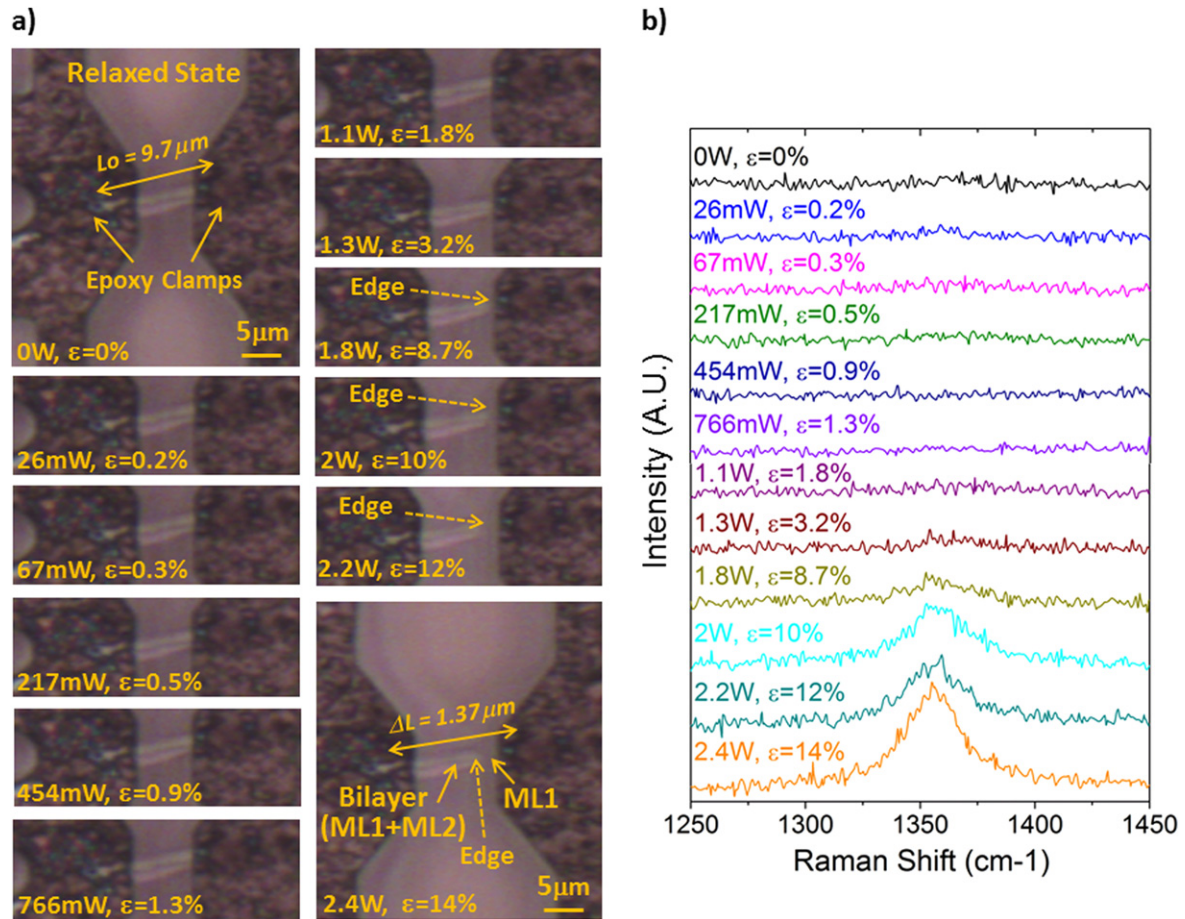 a)
Relaxed State
Lo = 9.7 μm
Epoxy Clamps
5μm
0W, ε=0%
26mW, ε=0.2%
67mW, ε=0.3%
217mW, ε=0.5%
454mW, ε=0.9%
766mW, ε=1.3%
1.1W, ε=1.8%
1.3W, ε=3.2%
Edge
1.8W, ε=8.7%
Edge
2W, ε=10%
Edge
2.2W, ε=12%
ΔL = 1.37 μm
Bilayer
(ML1+ML2)
ML1
Edge
5μm
2.4W, ε=14%
b)
0W, ε=0%
26mW, ε=0.2%
67mW, ε=0.3%
217mW, ε=0.5%
454mW, ε=0.9%
766mW, ε=1.3%
1.1W, ε=1.8%
1.3W, ε=3.2%
1.8W, ε=8.7%
2W, ε=10%
2.2W, ε=12%
2.4W, ε=14%
Intensity (A.U.)
1250 1300 1350 1400 1450
Raman Shift (cm-1)